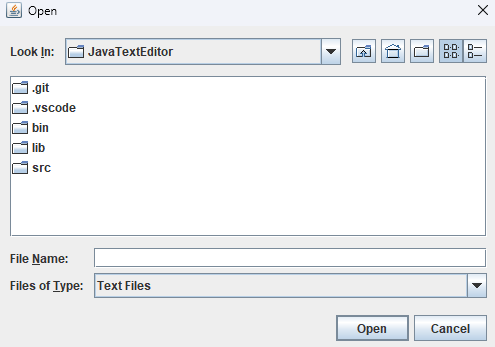 Open
Look In: JavaTextEditor
.git
.vscode
bin
lib
src
File Name:
Files of Type: Text Files
Open Cancel